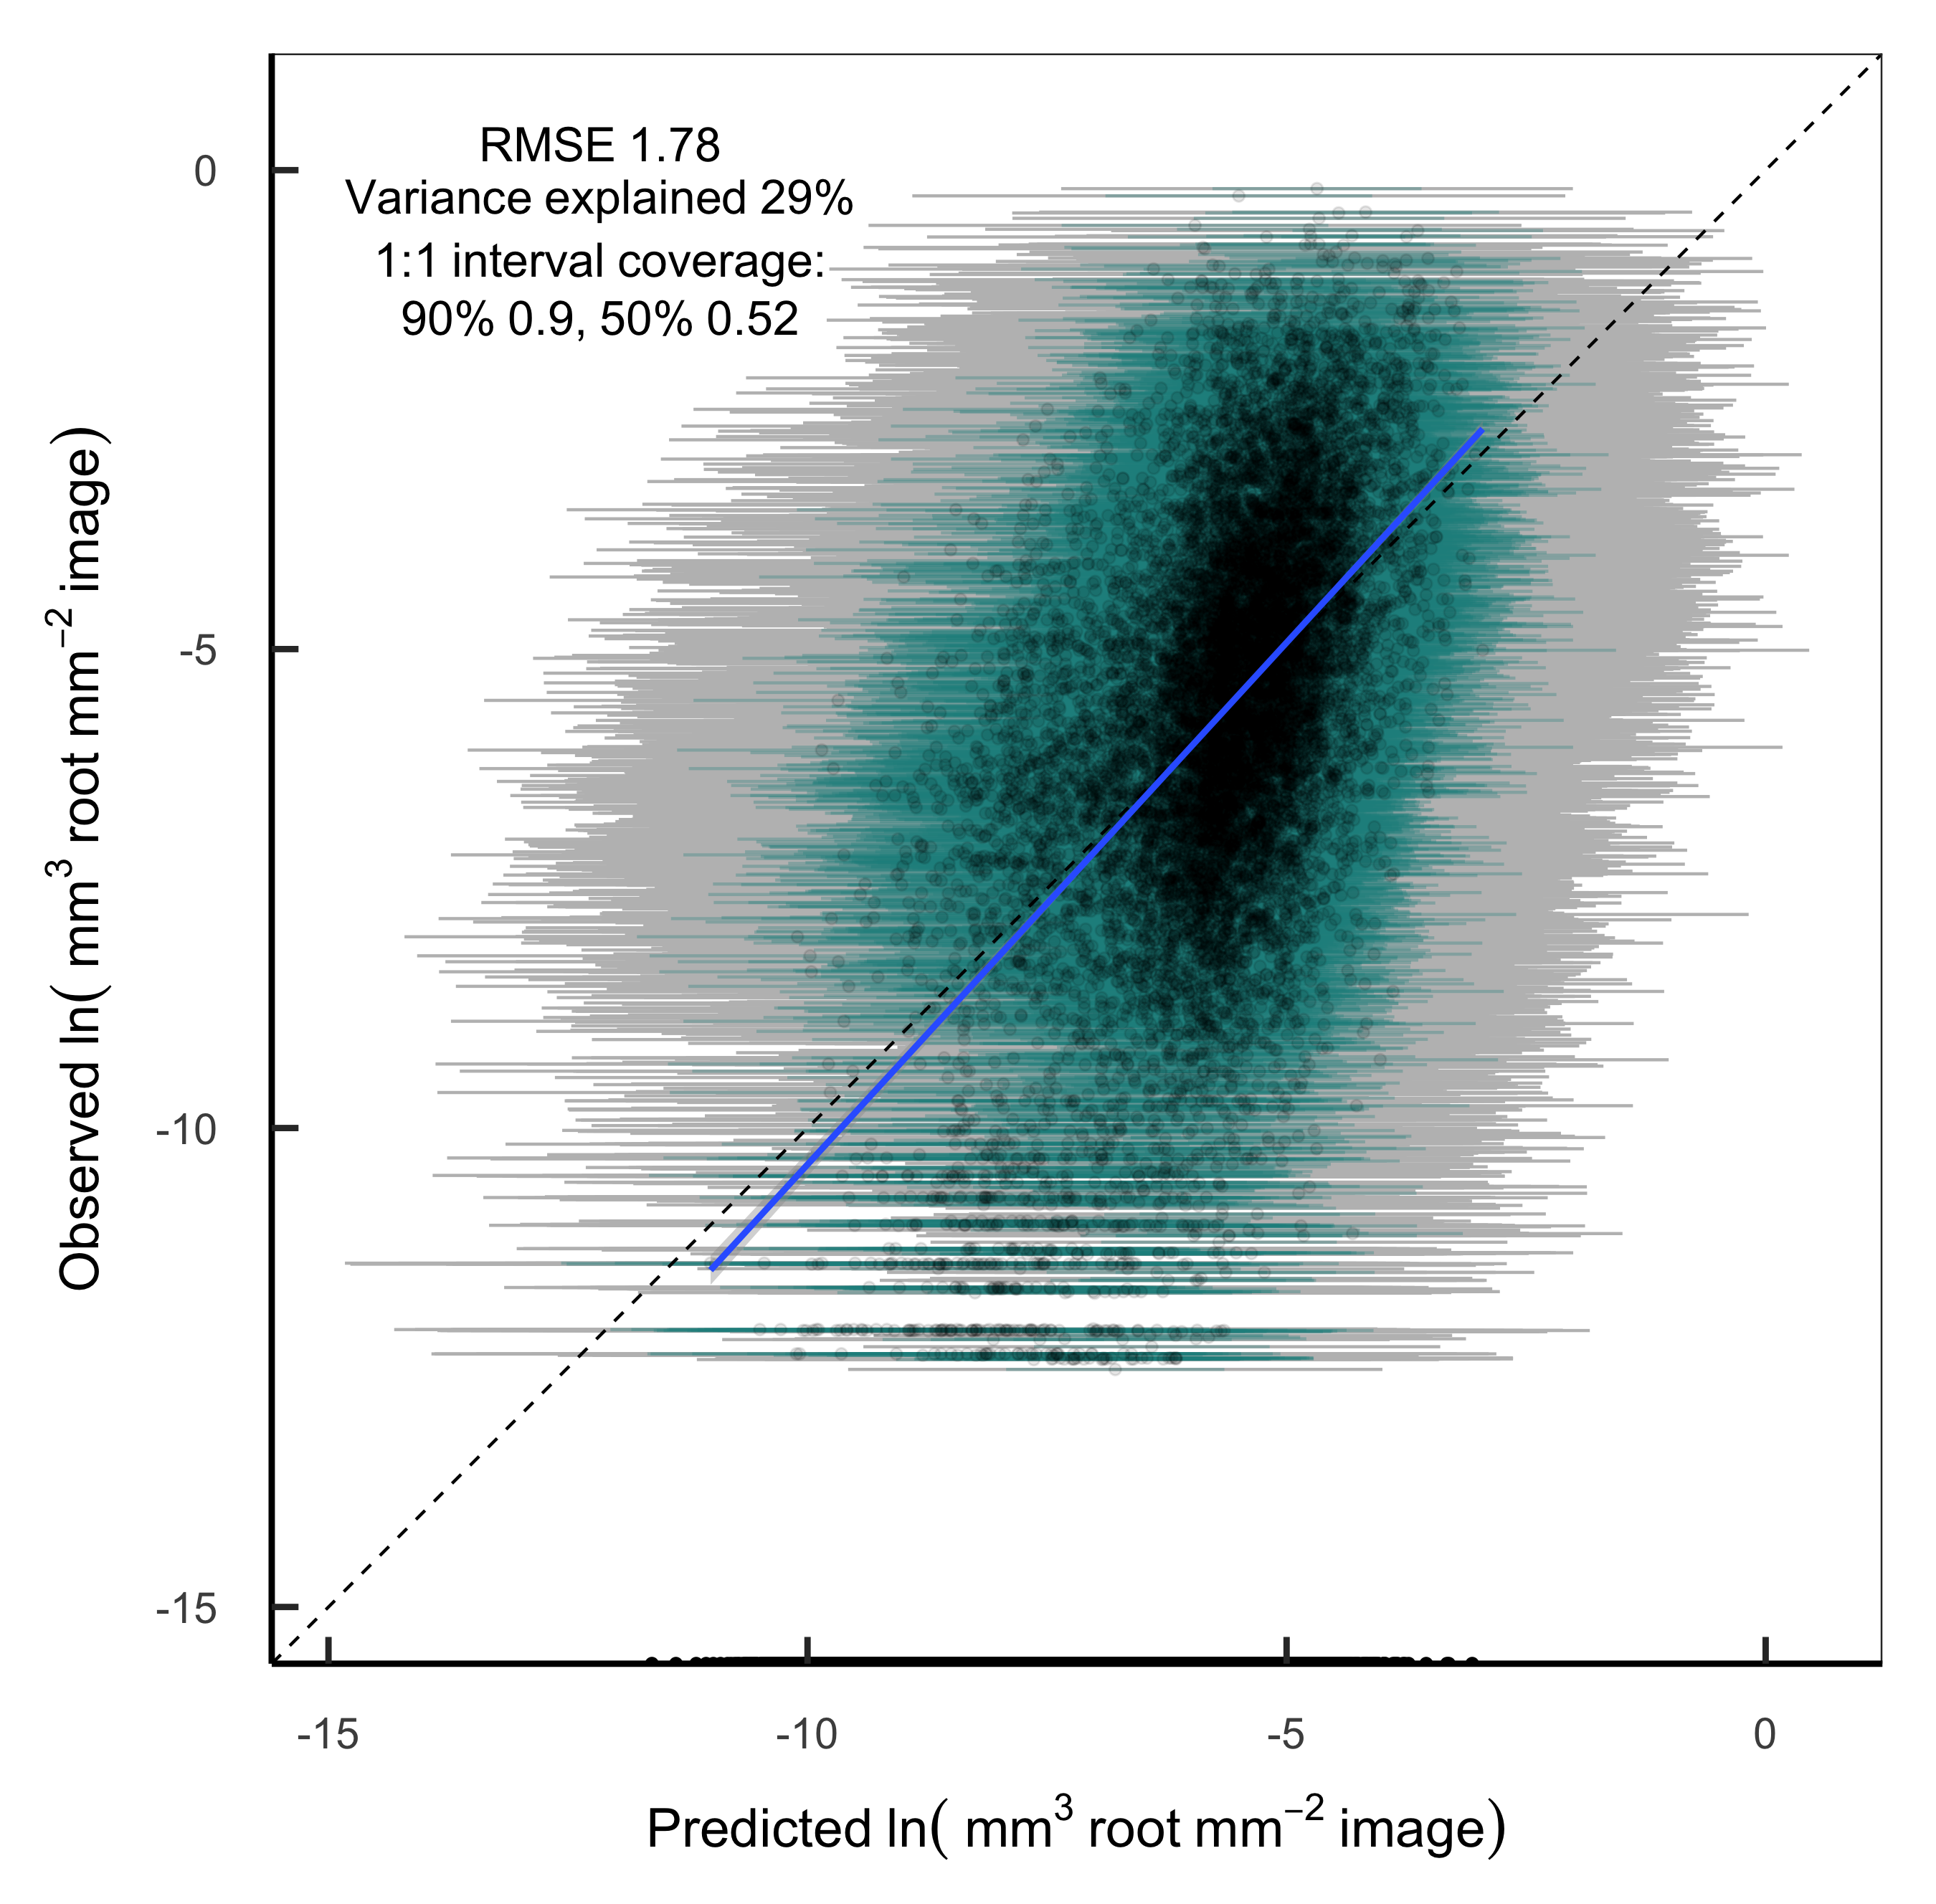 RMSE 1.78
Variance explained 29%
1:1 interval coverage:
90% 0.9, 50% 0.52
Observed ln( mm³ root mm⁻² image)
0
-5
-10
-15
-15
-10
-5
0
Predicted ln( mm³ root mm⁻² image)